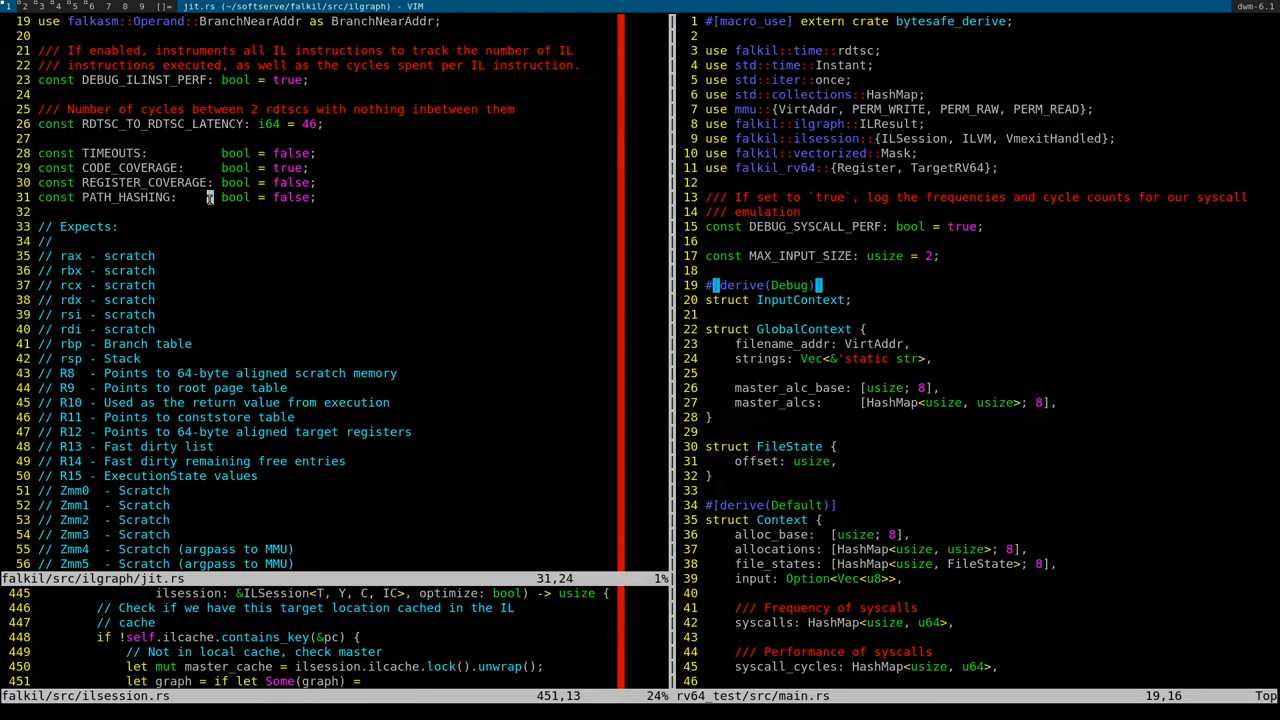 1 2 3 4 5 6 7 8 9 []= jit.rs (~/softserve/falkil/src/ilgraph) - VIM dwm-6.1
19 use falkasm::Operand::BranchNearAddr as BranchNearAddr;
20
21 /// If enabled, instruments all IL instructions to track the number of IL
22 /// instructions executed, as well as the cycles spent per IL instruction.
23 const DEBUG_ILINST_PERF: bool = true;
24
25 /// Number of cycles between 2 rdtscs with nothing inbetween them
26 const RDTSC_TO_RDTSC_LATENCY: i64 = 46;
27
28 const TIMEOUTS:          bool = false;
29 const CODE_COVERAGE:     bool = true;
30 const REGISTER_COVERAGE: bool = false;
31 const PATH_HASHING:      bool = false;
32
33 // Expects:
34 //
35 // rax - scratch
36 // rbx - scratch
37 // rcx - scratch
38 // rdx - scratch
39 // rsi - scratch
40 // rdi - scratch
41 // rbp - Branch table
42 // rsp - Stack
43 // R8  - Points to 64-byte aligned scratch memory
44 // R9  - Points to root page table
45 // R10 - Used as the return value from execution
46 // R11 - Points to conststore table
47 // R12 - Points to 64-byte aligned target registers
48 // R13 - Fast dirty list
49 // R14 - Fast dirty remaining free entries
50 // R15 - ExecutionState values
51 // Zmm0  - Scratch
52 // Zmm1  - Scratch
53 // Zmm2  - Scratch
54 // Zmm3  - Scratch
55 // Zmm4  - Scratch (argpass to MMU)
56 // Zmm5  - Scratch (argpass to MMU)
falkil/src/ilgraph/jit.rs 31,24 1%
445 ilsession: &ILSession<T, Y, C, IC>, optimize: bool) -> usize {
446 // Check if we have this target location cached in the IL
447 // cache
448 if !self.ilcache.contains_key(&pc) {
449 // Not in local cache, check master
450 let mut master_cache = ilsession.ilcache.lock().unwrap();
451 let graph = if let Some(graph) =
falkil/src/ilsession.rs 451,13 24%
1 #[macro_use] extern crate bytesafe_derive;
2
3 use falkil::time::rdtsc;
4 use std::time::Instant;
5 use std::iter::once;
6 use std::collections::HashMap;
7 use mmu::{VirtAddr, PERM_WRITE, PERM_RAW, PERM_READ};
8 use falkil::ilgraph::ILResult;
9 use falkil::ilsession::{ILSession, ILVM, VmexitHandled};
10 use falkil::vectorized::Mask;
11 use falkil_rv64::{Register, TargetRV64};
12
13 /// If set to `true`, log the frequencies and cycle counts for our syscall
14 /// emulation
15 const DEBUG_SYSCALL_PERF: bool = true;
16
17 const MAX_INPUT_SIZE: usize = 2;
18
19 #[derive(Debug)]
20 struct InputContext;
21
22 struct GlobalContext {
23 filename_addr: VirtAddr,
24 strings: Vec<&'static str>,
25
26 master_alc_base: [usize; 8],
27 master_alcs:     [HashMap<usize, usize>; 8],
28 }
29
30 struct FileState {
31 offset: usize,
32 }
33
34 #[derive(Default)]
35 struct Context {
36 alloc_base:  [usize; 8],
37 allocations: [HashMap<usize, usize>; 8],
38 file_states: [HashMap<usize, FileState>; 8],
39 input: Option<Vec<u8>>,
40
41 /// Frequency of syscalls
42 syscalls: HashMap<usize, u64>,
43
44 /// Performance of syscalls
45 syscall_cycles: HashMap<usize, u64>,
46
rv64_test/src/main.rs 19,16 Top